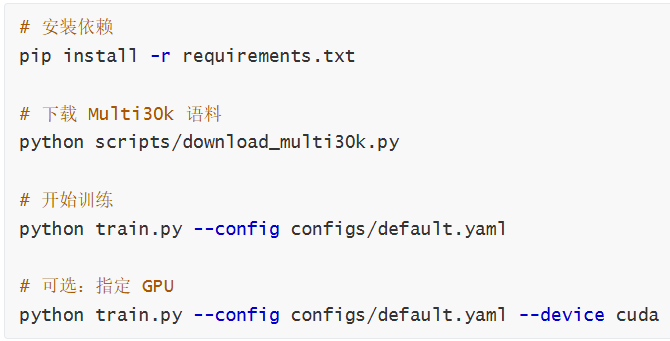 # 安装依赖
pip install -r requirements.txt
# 下载 Multi30k 语料
python scripts/download_multi30k.py
# 开始训练
python train.py --config configs/default.yaml
# 可选：指定 GPU
python train.py --config configs/default.yaml --device cuda